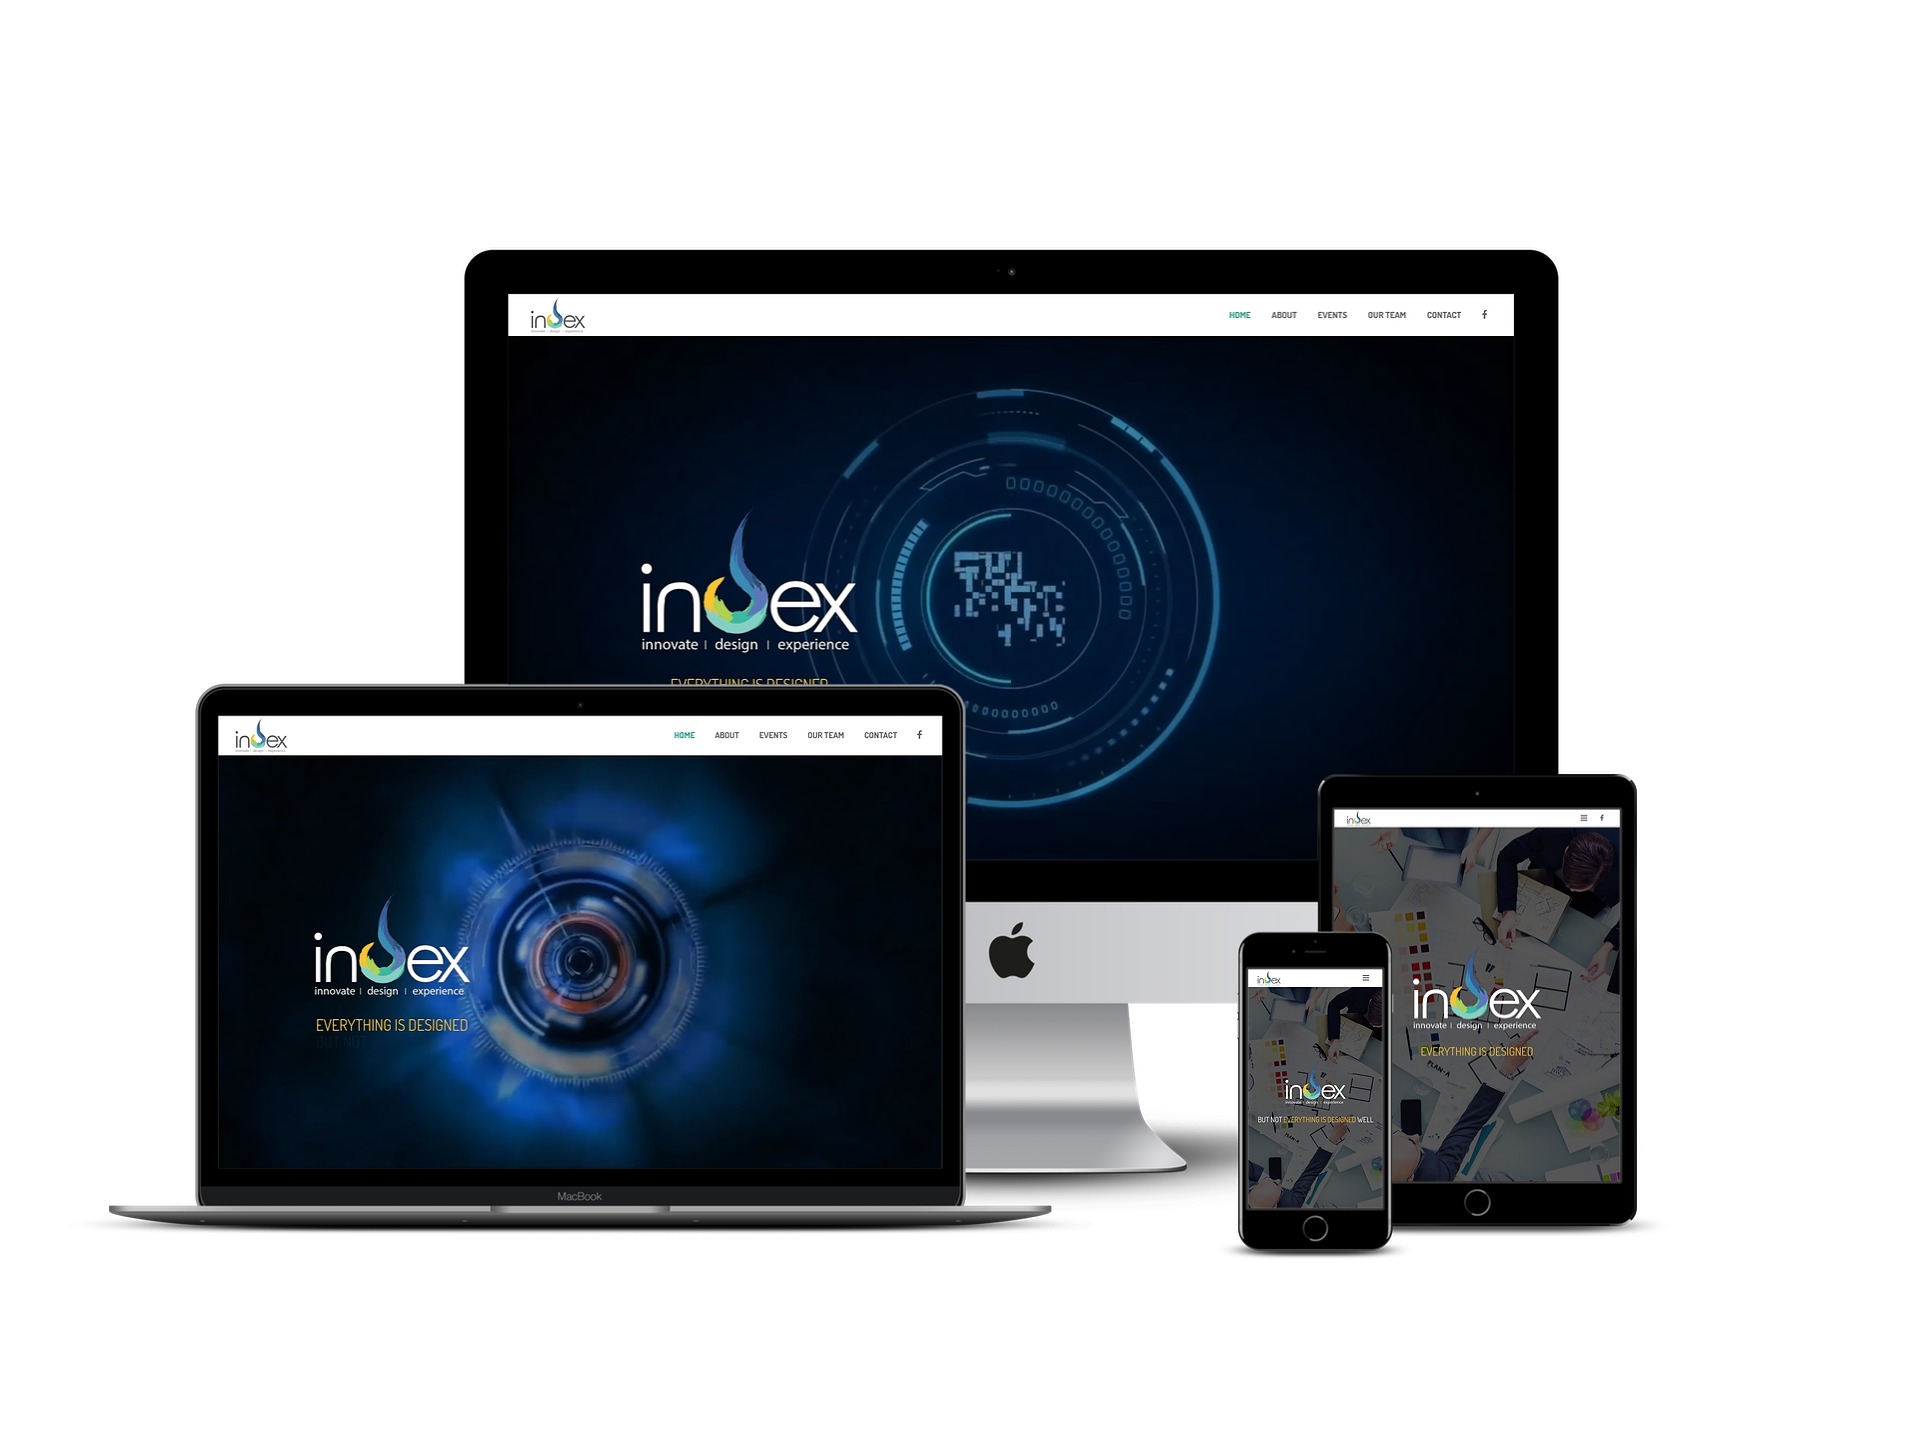 index
HOME ABOUT EVENTS OUR TEAM CONTACT f
index
innovate | design | experience
EVERYTHING IS DESIGNED
index
HOME ABOUT EVENTS OUR TEAM CONTACT f
index
innovate | design | experience
EVERYTHING IS DESIGNED
BUT NOT
MacBook
index
f
index
innovate | design | experience
EVERYTHING IS DESIGNED
PLAN-A
index
index
innovate | design | experience
BUT NOT EVERYTHING IS DESIGNED WELL
PLAN-A